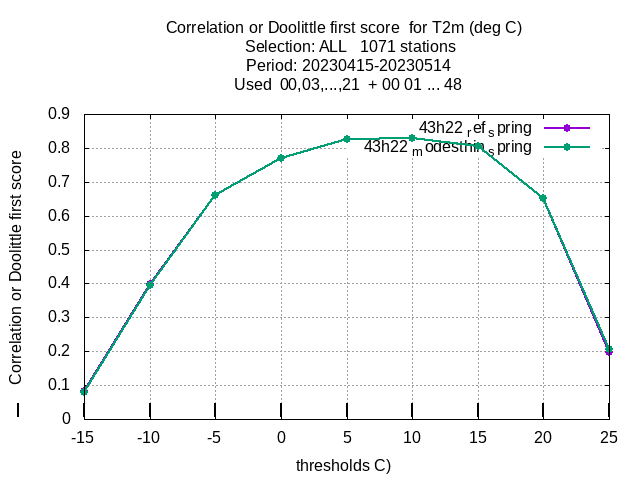 Correlation or Doolittle first score  for T2m (deg C)
Selection: ALL   1071 stations
Period: 20230415-20230514
Used  00,03,...,21  + 00 01 ... 48
43h22 ref spring
43h22 modesthin spring
Correlation or Doolittle first score
0.9
0.8
0.7
0.6
0.5
0.4
0.3
0.2
0.1
0
-15 -10 -5 0 5 10 15 20 25
thresholds C)